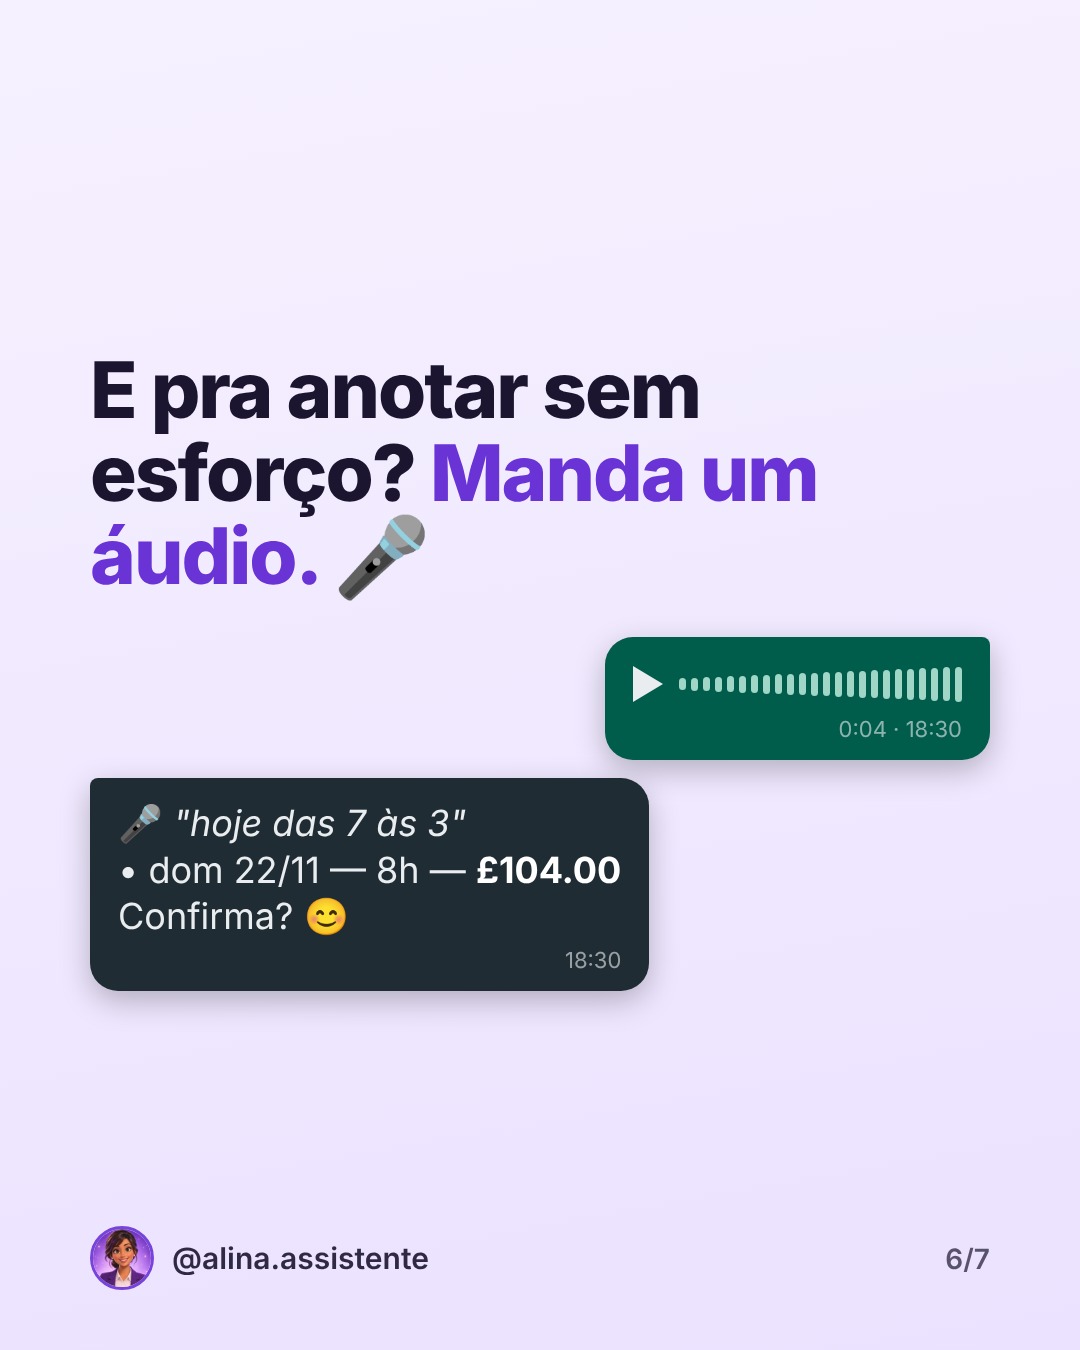 E pra anotar sem
esforço? Manda um
áudio. 🎤
0:04 · 18:30
🎤 "hoje das 7 às 3"
• dom 22/11 — 8h — £104.00
Confirma? 😊
18:30
@alina.assistente
6/7